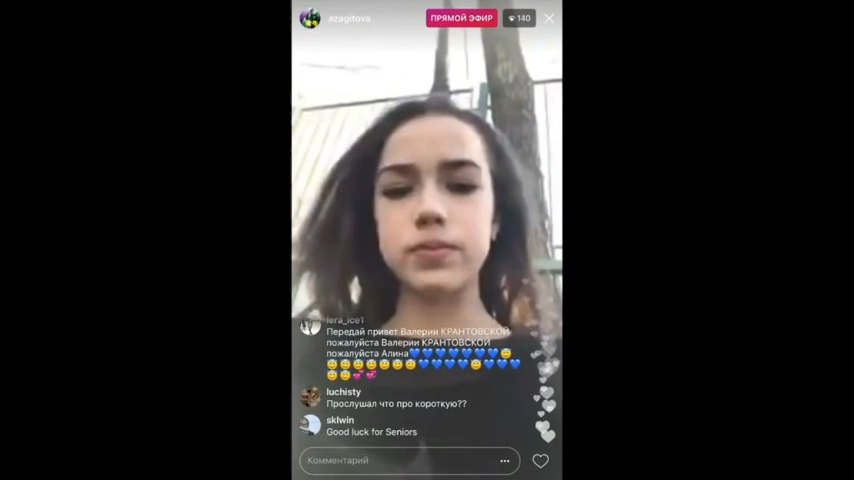 azagitova
ПРЯМОЙ ЭФИР
140
lera_ice1
Передай привет Валерии КРАНТОВСКОЙ
пожалуйста Валерии КРАНТОВСКОЙ
пожалуйста Алина💙💙💙💙💙💙💙😇
😇😇😇😇😇😇😇💙💙💙💙😇💙💙💙
😇😇💞💞
luchisty
Прослушал что про короткую??
sklwin
Good luck for Seniors
Комментарий